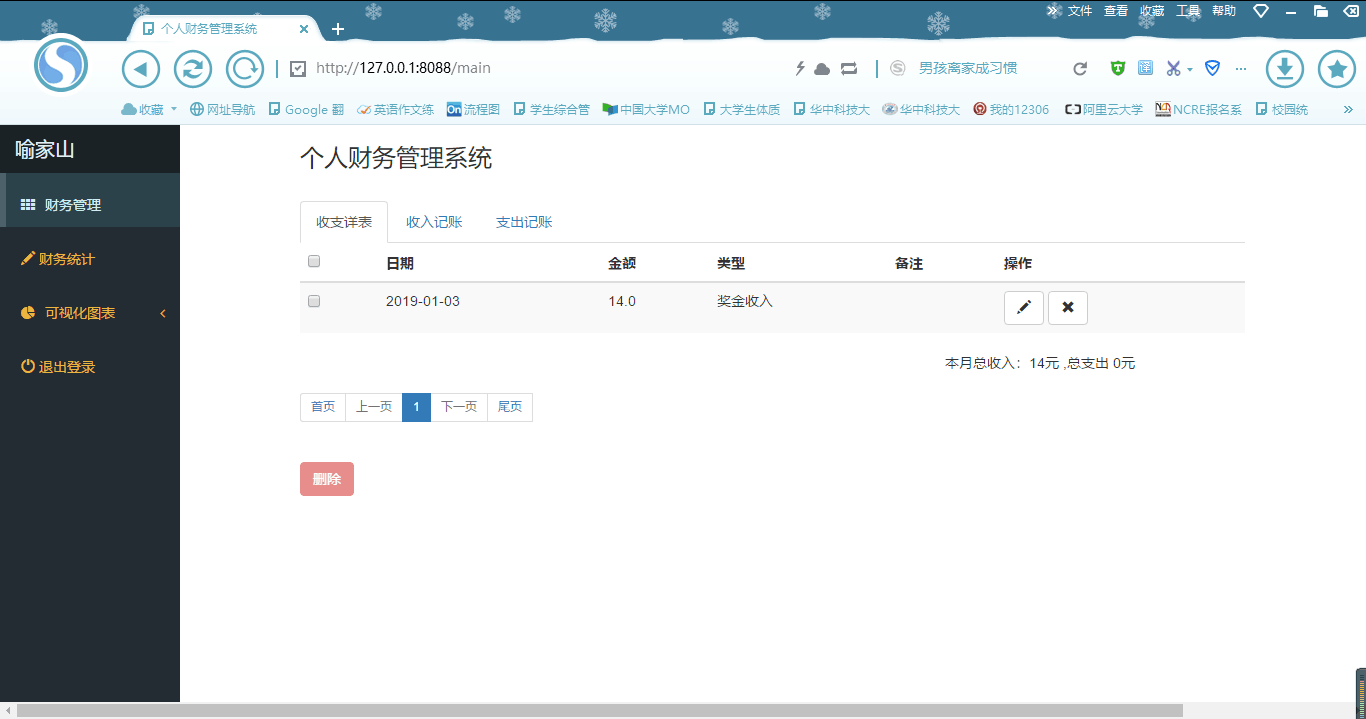 文件 查看 收藏 工具 帮助
个人财务管理系统
http://127.0.0.1:8088/main
男孩离家成习惯
收藏 网址导航 Google 翻 英语作文练 On 流程图 学生综合管 中国大学MO 大学生体质 华中科技大 华中科技大 我的12306 阿里云大学 NCRE报名系 校园统
喻家山
财务管理
财务统计
可视化图表
退出登录
个人财务管理系统
收支详表 收入记账 支出记账
日期 金额 类型 备注 操作
2019-01-03 14.0 奖金收入
本月总收入：14元 ,总支出 0元
首页 上一页 1 下一页 尾页
删除